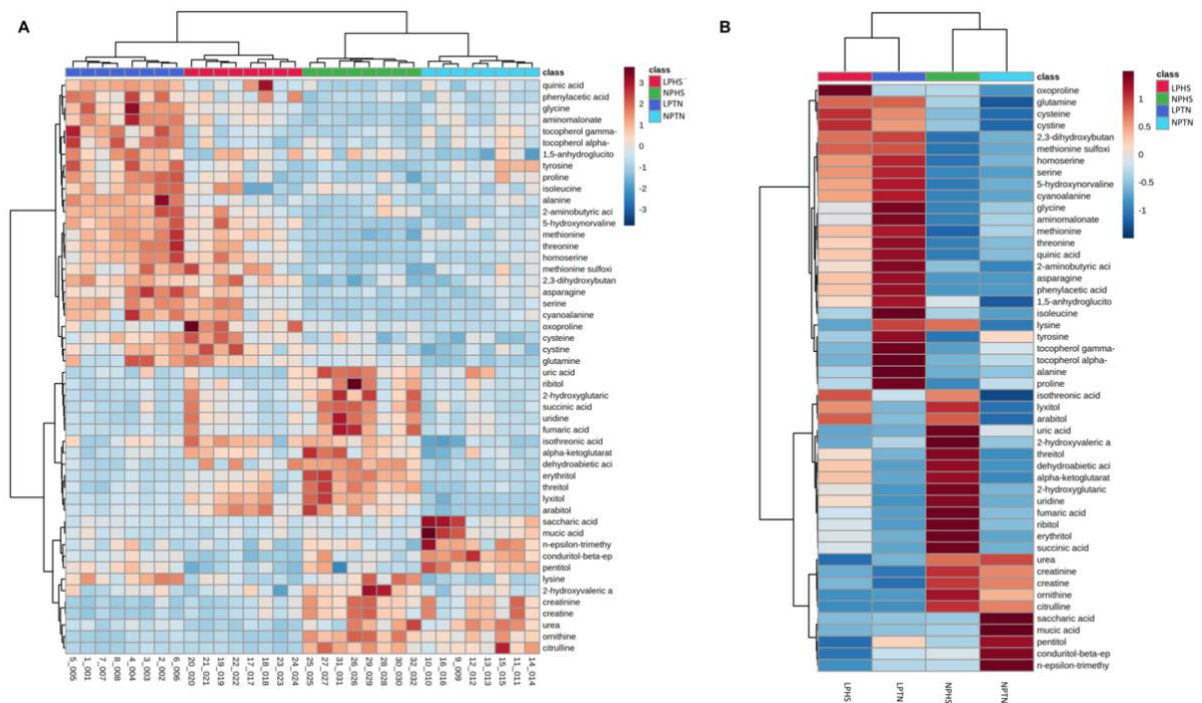 A
class
quinic acid
phenylacetic acid
glycine
aminomalonate
tocopherol gamma-
tocopherol alpha-
1,5-anhydroglucito
tyrosine
proline
isoleucine
alanine
2-aminobutyric aci
5-hydroxynorvaline
methionine
threonine
homoserine
methionine sulfoxi
2,3-dihydroxybutan
asparagine
serine
cyanoalanine
oxoproline
cysteine
cystine
glutamine
uric acid
ribitol
2-hydroxyglutaric
succinic acid
uridine
fumaric acid
isothreonic acid
alpha-ketoglutarat
dehydroabietic aci
erythritol
threitol
lyxitol
arabitol
saccharic acid
mucic acid
n-epsilon-trimethy
conduritol-beta-ep
pentitol
lysine
2-hydroxyvaleric a
creatinine
creatine
urea
ornithine
citrulline
5_005
1_001
7_007
8_008
4_004
3_003
2_002
6_006
20_020
21_021
19_019
22_022
17_017
18_018
23_023
24_024
25_025
27_027
31_031
26_026
29_029
28_028
30_030
32_032
10_010
16_016
9_009
12_012
13_013
15_015
11_011
14_014
3
2
1
0
-1
-2
-3
class
LPHS
NPHS
LPTN
NPTN
B
class
oxoproline
glutamine
cysteine
cystine
2,3-dihydroxybutan
methionine sulfoxi
homoserine
serine
5-hydroxynorvaline
cyanoalanine
glycine
aminomalonate
methionine
threonine
quinic acid
2-aminobutyric aci
asparagine
phenylacetic acid
1,5-anhydroglucito
isoleucine
lysine
tyrosine
tocopherol gamma-
tocopherol alpha-
alanine
proline
isothreonic acid
lyxitol
arabitol
uric acid
2-hydroxyvaleric a
threitol
dehydroabietic aci
alpha-ketoglutarat
2-hydroxyglutaric
uridine
fumaric acid
ribitol
erythritol
succinic acid
urea
creatinine
creatine
ornithine
citrulline
saccharic acid
mucic acid
pentitol
conduritol-beta-ep
n-epsilon-trimethy
LPHS
LPTN
NPHS
NPTN
1
0.5
0
-0.5
-1
class
LPHS
NPHS
LPTN
NPTN